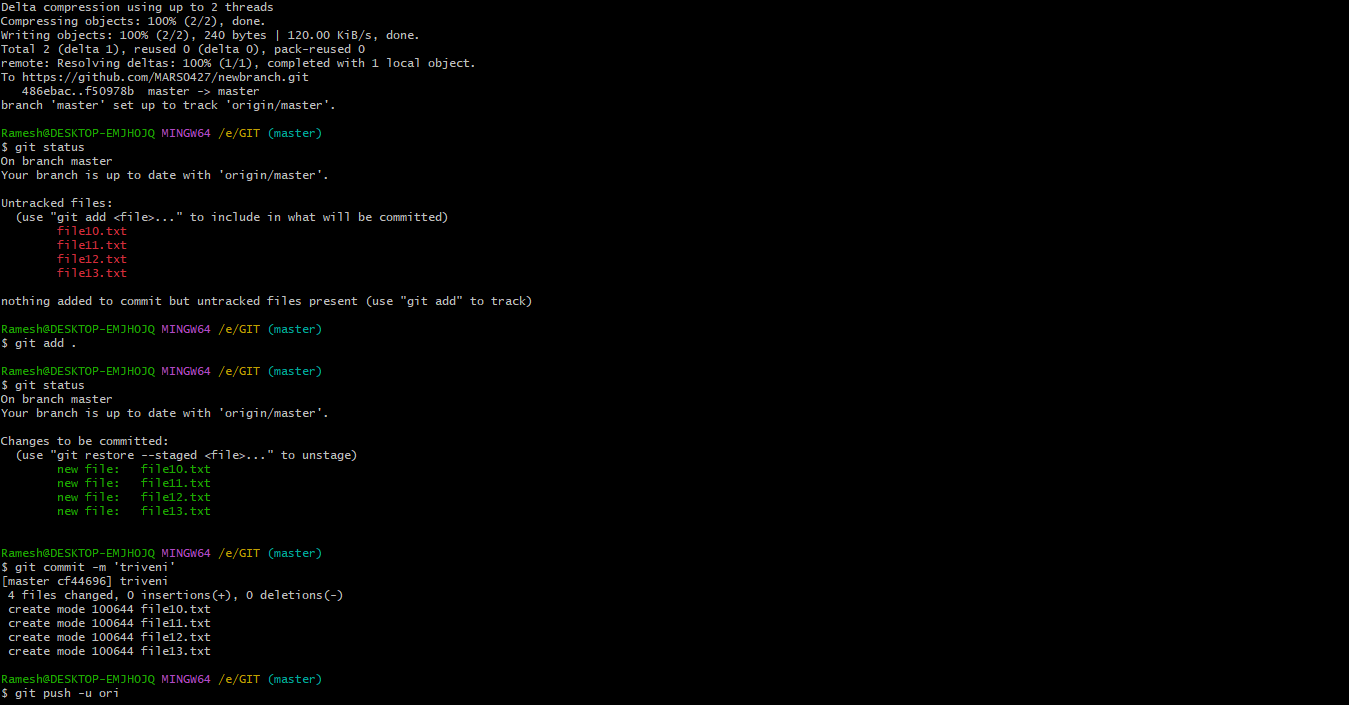 Delta compression using up to 2 threads
Compressing objects: 100% (2/2), done.
Writing objects: 100% (2/2), 240 bytes | 120.00 KiB/s, done.
Total 2 (delta 1), reused 0 (delta 0), pack-reused 0
remote: Resolving deltas: 100% (1/1), completed with 1 local object.
To https://github.com/MARS0427/newbranch.git
   486ebac..f50978b  master -> master
branch 'master' set up to track 'origin/master'.
Ramesh@DESKTOP-EMJHOJQ MINGW64 /e/GIT (master)
$ git status
On branch master
Your branch is up to date with 'origin/master'.
Untracked files:
  (use "git add <file>..." to include in what will be committed)
        file10.txt
        file11.txt
        file12.txt
        file13.txt
nothing added to commit but untracked files present (use "git add" to track)
Ramesh@DESKTOP-EMJHOJQ MINGW64 /e/GIT (master)
$ git add .
Ramesh@DESKTOP-EMJHOJQ MINGW64 /e/GIT (master)
$ git status
On branch master
Your branch is up to date with 'origin/master'.
Changes to be committed:
  (use "git restore --staged <file>..." to unstage)
        new file:   file10.txt
        new file:   file11.txt
        new file:   file12.txt
        new file:   file13.txt
Ramesh@DESKTOP-EMJHOJQ MINGW64 /e/GIT (master)
$ git commit -m 'triveni'
[master cf44696] triveni
 4 files changed, 0 insertions(+), 0 deletions(-)
 create mode 100644 file10.txt
 create mode 100644 file11.txt
 create mode 100644 file12.txt
 create mode 100644 file13.txt
Ramesh@DESKTOP-EMJHOJQ MINGW64 /e/GIT (master)
$ git push -u ori